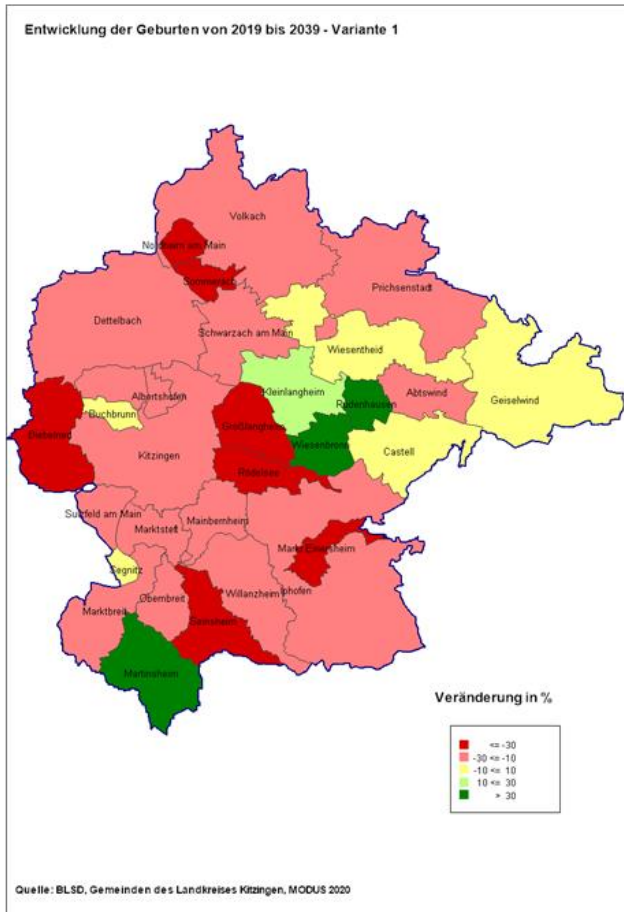 Entwicklung der Geburten von 2019 bis 2039 - Variante 1
Volkach
Nordheim am Main
Sommerach
Prichsenstadt
Dettelbach
Schwarzach am Main
Wiesentheid
Kleinlangheim
Rüdenhausen
Abtswind
Geiselwind
Albertshofen
Buchbrunn
Biebelried
Großlangheim
Wiesenbronn
Castell
Kitzingen
Rödelsee
Sulzfeld am Main
Marktsteft
Mainbernheim
Markt Einersheim
Segnitz
Obernbreit
Willanzheim
Iphofen
Marktbreit
Seinsheim
Martinsheim
Veränderung in %
<= -30
-30 <= -10
-10 <= 10
10 <= 30
> 30
Quelle: BLSD, Gemeinden des Landkreises Kitzingen, MODUS 2020